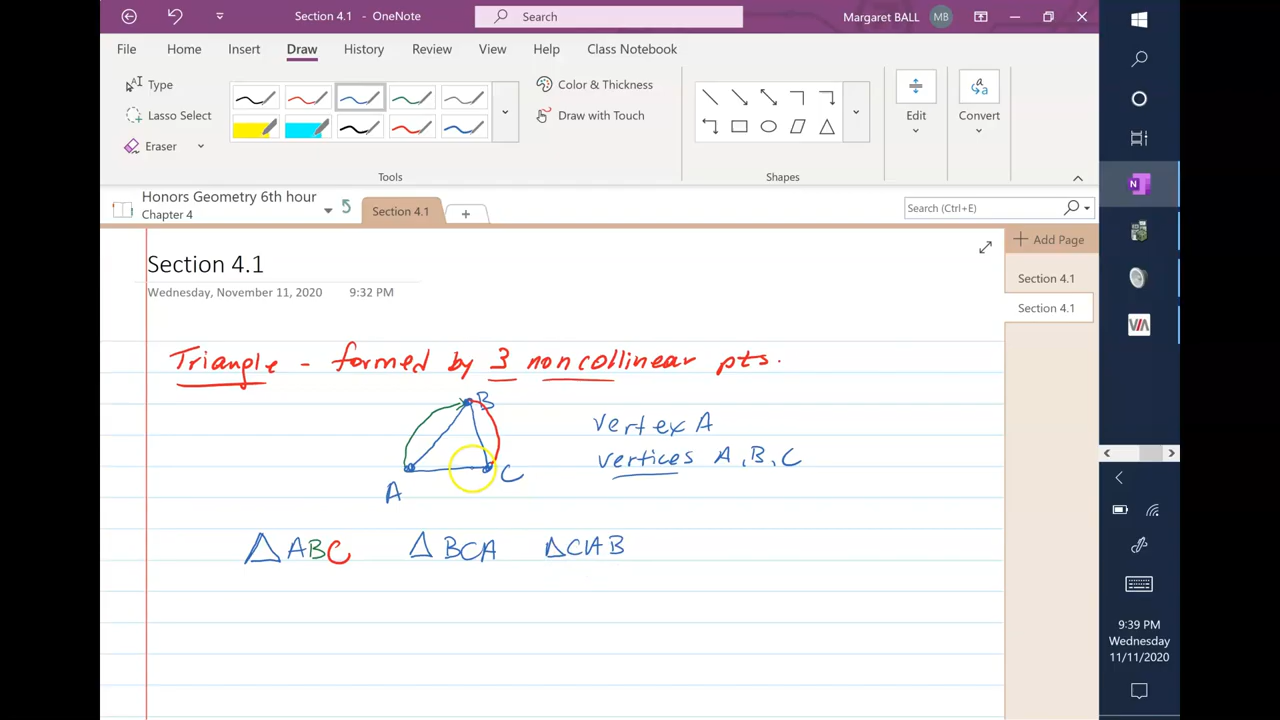 Section 4.1 - OneNote
Search
Margaret BALL
MB
File Home Insert Draw History Review View Help Class Notebook
Type
Lasso Select
Eraser
Color & Thickness
Draw with Touch
Edit
Convert
Tools
Shapes
Honors Geometry 6th hour
Chapter 4
Section 4.1
Search (Ctrl+E)
Add Page
Section 4.1
Section 4.1
Section 4.1
Wednesday, November 11, 2020 9:32 PM
Triangle - formed by 3 noncollinear pts.
B
vertex A
vertices A, B, C
C
A
△ ABC △ BCA △CAB
N
VIA
9:39 PM
Wednesday
11/11/2020